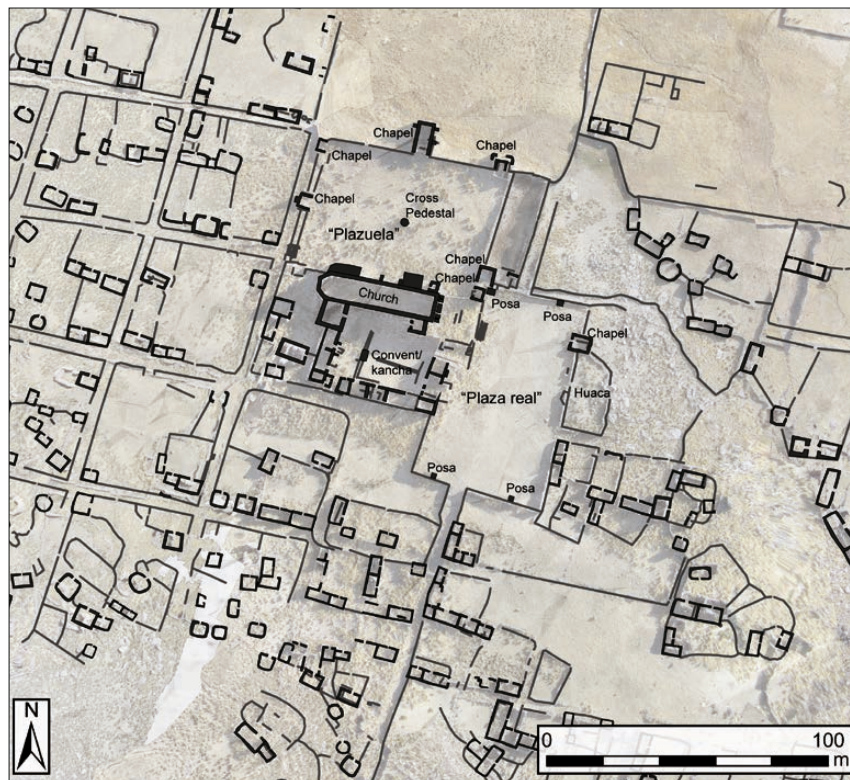 Chapel
Chapel
Chapel
Chapel
Cross
Pedestal
"Plazuela"
Chapel
Chapel
Church
Posa
Posa
Chapel
Convent/
kancha
"Plaza real"
Huaca
Posa
Posa
N
0
100
m